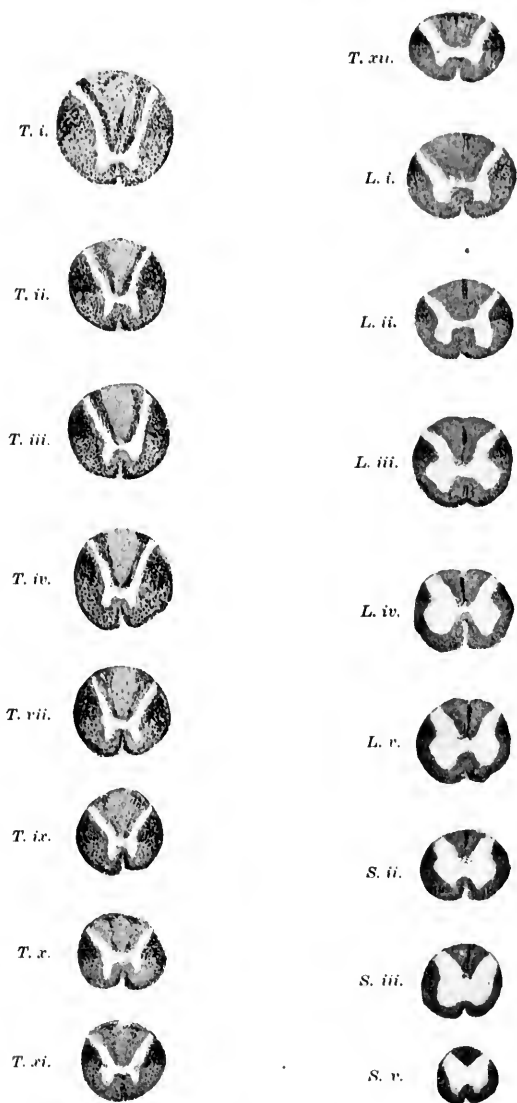 T. i.
T. ii.
T. iii.
T. iv.
T. vii.
T. ix.
T. x.
T. xi.
T. xii.
L. i.
L. ii.
L. iii.
L. iv.
L. v.
S. ii.
S. iii.
S. v.